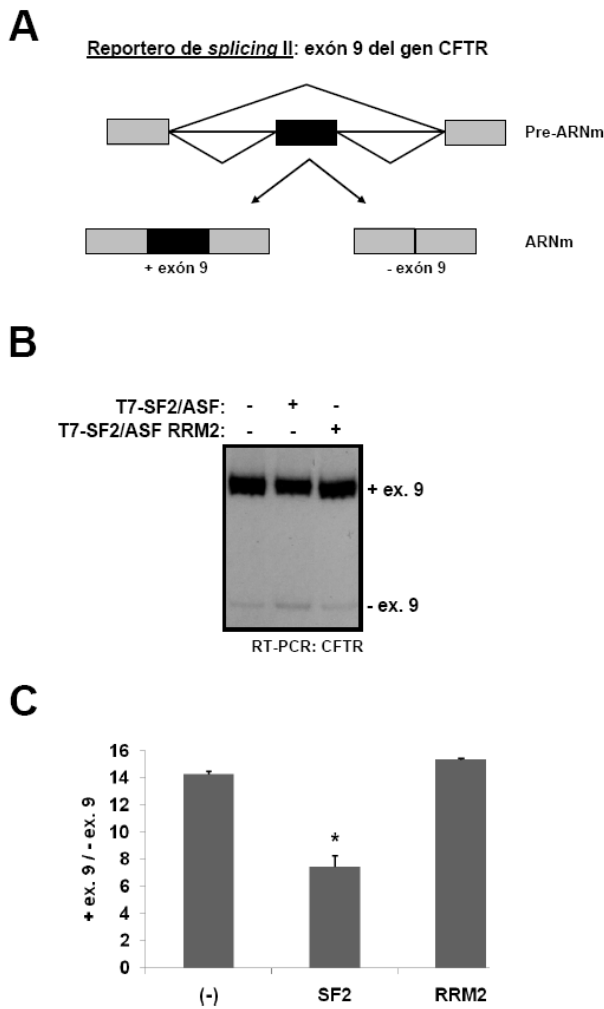 A
Reportero de splicing II: exón 9 del gen CFTR
Pre-ARNm
ARNm
+ exón 9
- exón 9
B
T7-SF2/ASF: - + -
T7-SF2/ASF RRM2: - - +
+ ex. 9
- ex. 9
RT-PCR: CFTR
C
+ ex. 9 / - ex. 9
16
14
12
10
8
6
4
2
0
*
(-) SF2 RRM2